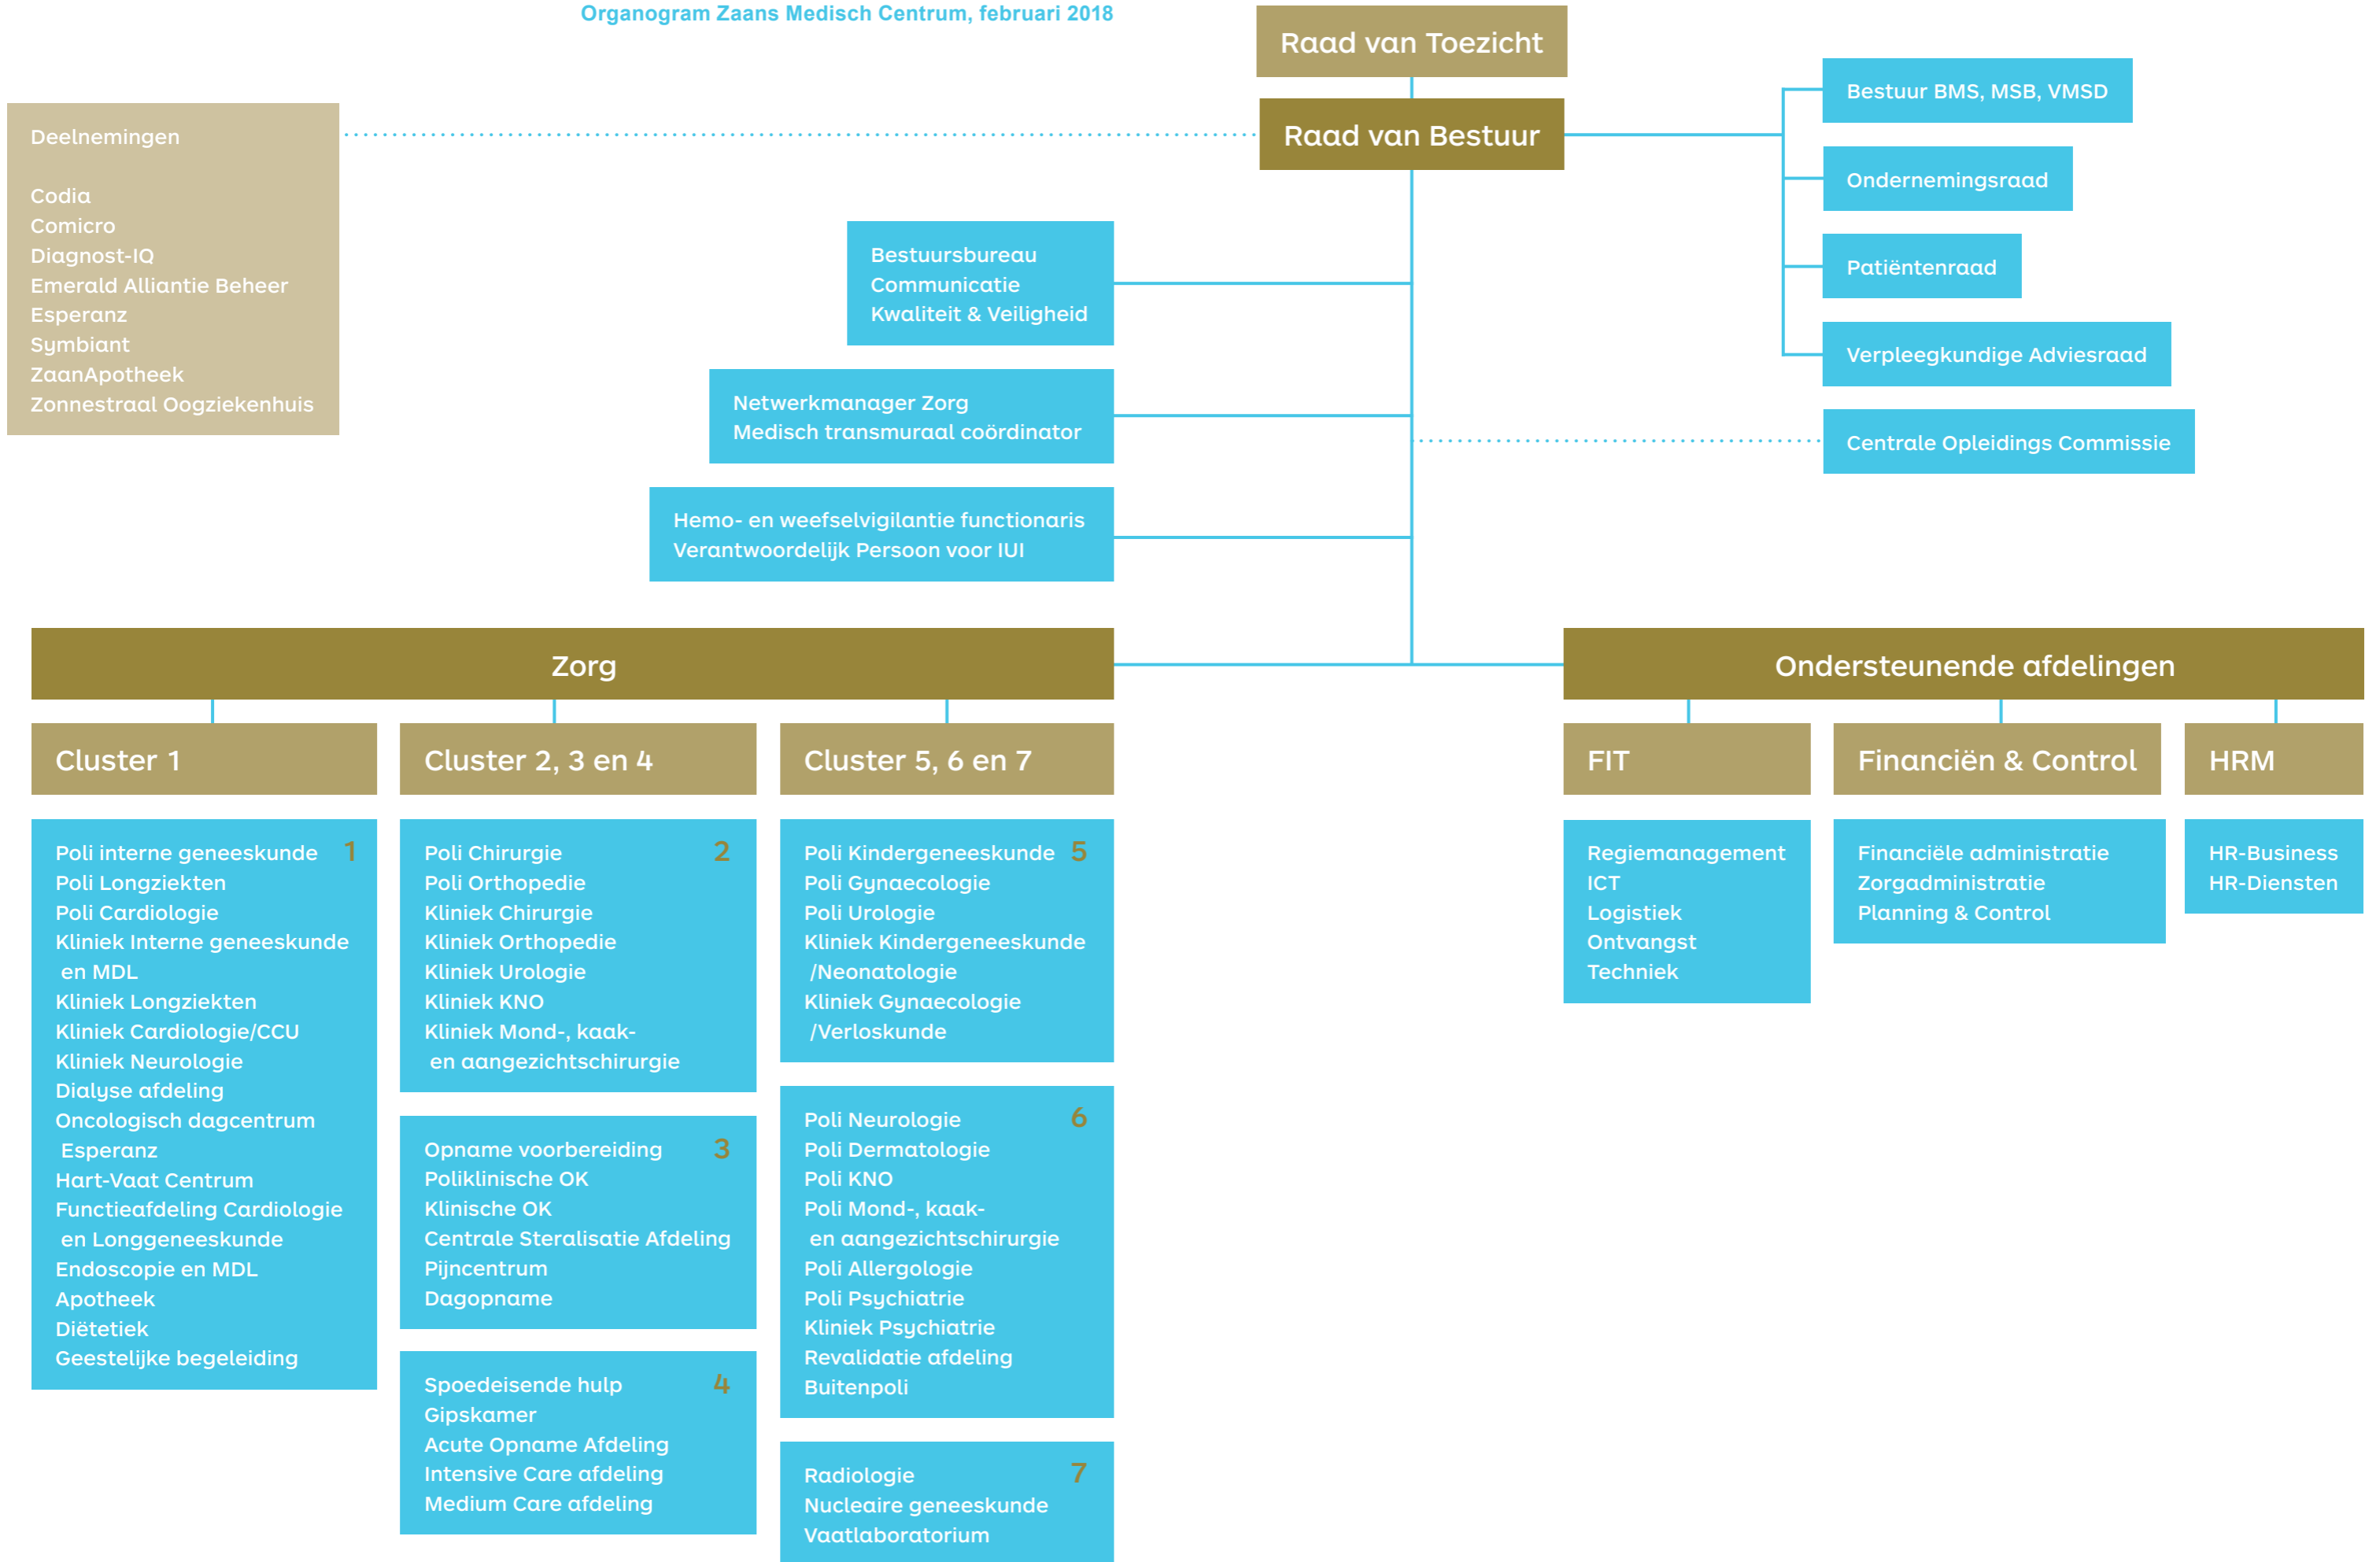 Organogram Zaans Medisch Centrum, februari 2018
Raad van Toezicht
Raad van Bestuur
Deelnemingen
Codia
Comicro
Diagnost-IQ
Emerald Alliantie Beheer
Esperanz
Symbiant
ZaanApotheek
Zonnestraal Oogziekenhuis
Bestuur BMS, MSB, VMSD
Ondernemingsraad
Patiëntenraad
Verpleegkundige Adviesraad
Centrale Opleidings Commissie
Bestuursbureau
Communicatie
Kwaliteit & Veiligheid
Netwerkmanager Zorg
Medisch transmuraal coördinator
Hemo- en weefselvigilantie functionaris
Verantwoordelijk Persoon voor IUI
Zorg
Cluster 1
Poli interne geneeskunde 1
Poli Longziekten
Poli Cardiologie
Kliniek Interne geneeskunde
en MDL
Kliniek Longziekten
Kliniek Cardiologie/CCU
Kliniek Neurologie
Dialyse afdeling
Oncologisch dagcentrum
Esperanz
Hart-Vaat Centrum
Functieafdeling Cardiologie
en Longgeneeskunde
Endoscopie en MDL
Apotheek
Diëtetiek
Geestelijke begeleiding
Cluster 2, 3 en 4
Poli Chirurgie 2
Poli Orthopedie
Kliniek Chirurgie
Kliniek Orthopedie
Kliniek Urologie
Kliniek KNO
Kliniek Mond-, kaak-
en aangezichtschirurgie
Opname voorbereiding 3
Poliklinische OK
Klinische OK
Centrale Steralisatie Afdeling
Pijncentrum
Dagopname
Spoedeisende hulp 4
Gipskamer
Acute Opname Afdeling
Intensive Care afdeling
Medium Care afdeling
Cluster 5, 6 en 7
Poli Kindergeneeskunde 5
Poli Gynaecologie
Poli Urologie
Kliniek Kindergeneeskunde
/Neonatologie
Kliniek Gynaecologie
/Verloskunde
Poli Neurologie 6
Poli Dermatologie
Poli KNO
Poli Mond-, kaak-
en aangezichtschirurgie
Poli Allergologie
Poli Psychiatrie
Kliniek Psychiatrie
Revalidatie afdeling
Buitenpoli
Radiologie 7
Nucleaire geneeskunde
Vaatlaboratorium
Ondersteunende afdelingen
FIT
Regiemanagement
ICT
Logistiek
Ontvangst
Techniek
Financiën & Control
Financiële administratie
Zorgadministratie
Planning & Control
HRM
HR-Business
HR-Diensten